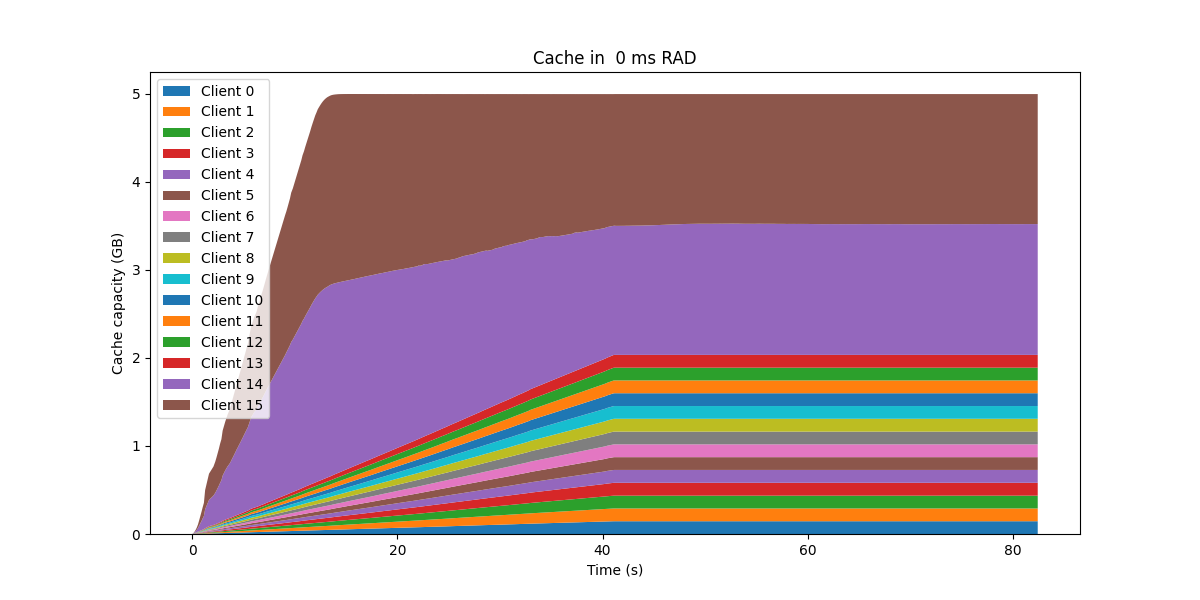 Cache in  0 ms RAD
Cache capacity (GB)
5
4
3
2
1
0
Client 0
Client 1
Client 2
Client 3
Client 4
Client 5
Client 6
Client 7
Client 8
Client 9
Client 10
Client 11
Client 12
Client 13
Client 14
Client 15
0 20 40 60 80
Time (s)